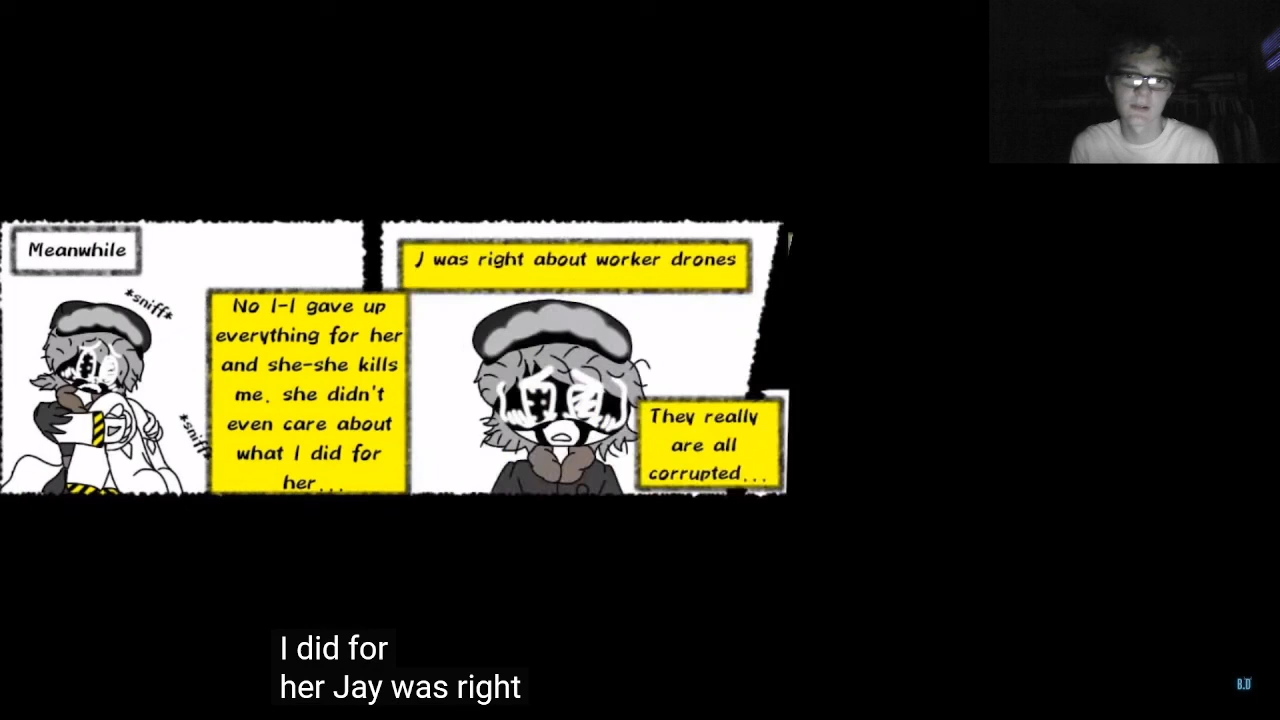 Meanwhile
*sniff*
*sniff*
No I-I gave up
everything for her
and she-she kills
me. she didn't
even care about
what I did for
her...
J was right about worker drones
They really
are all
corrupted...
I did for
her Jay was right
B.D